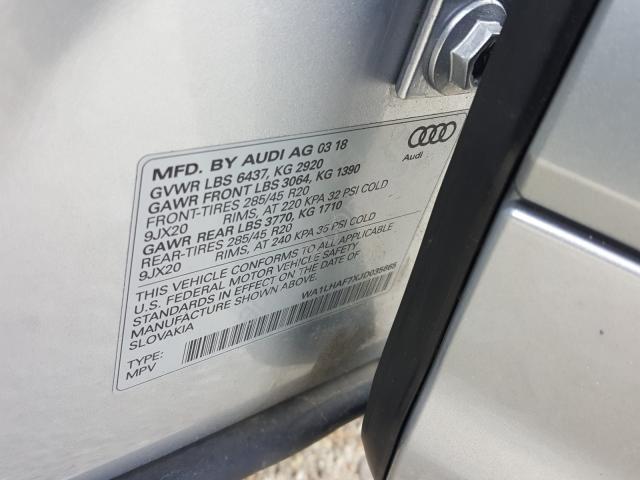 MFD. BY AUDI AG 03 18
Audi
GVWR LBS 6437, KG 2920
GAWR FRONT LBS 3064, KG 1390
FRONT-TIRES 285/45 R20
9JX20 RIMS, AT 220 KPA 32 PSI COLD
GAWR REAR LBS 3770, KG 1710
REAR-TIRES 285/45 R20
9JX20 RIMS, AT 240 KPA 35 PSI COLD
THIS VEHICLE CONFORMS TO ALL APPLICABLE
U.S. FEDERAL MOTOR VEHICLE SAFETY
STANDARDS IN EFFECT ON THE DATE OF
MANUFACTURE SHOWN ABOVE.
SLOVAKIA
WA1LHAF7XJD035865
TYPE:
MPV